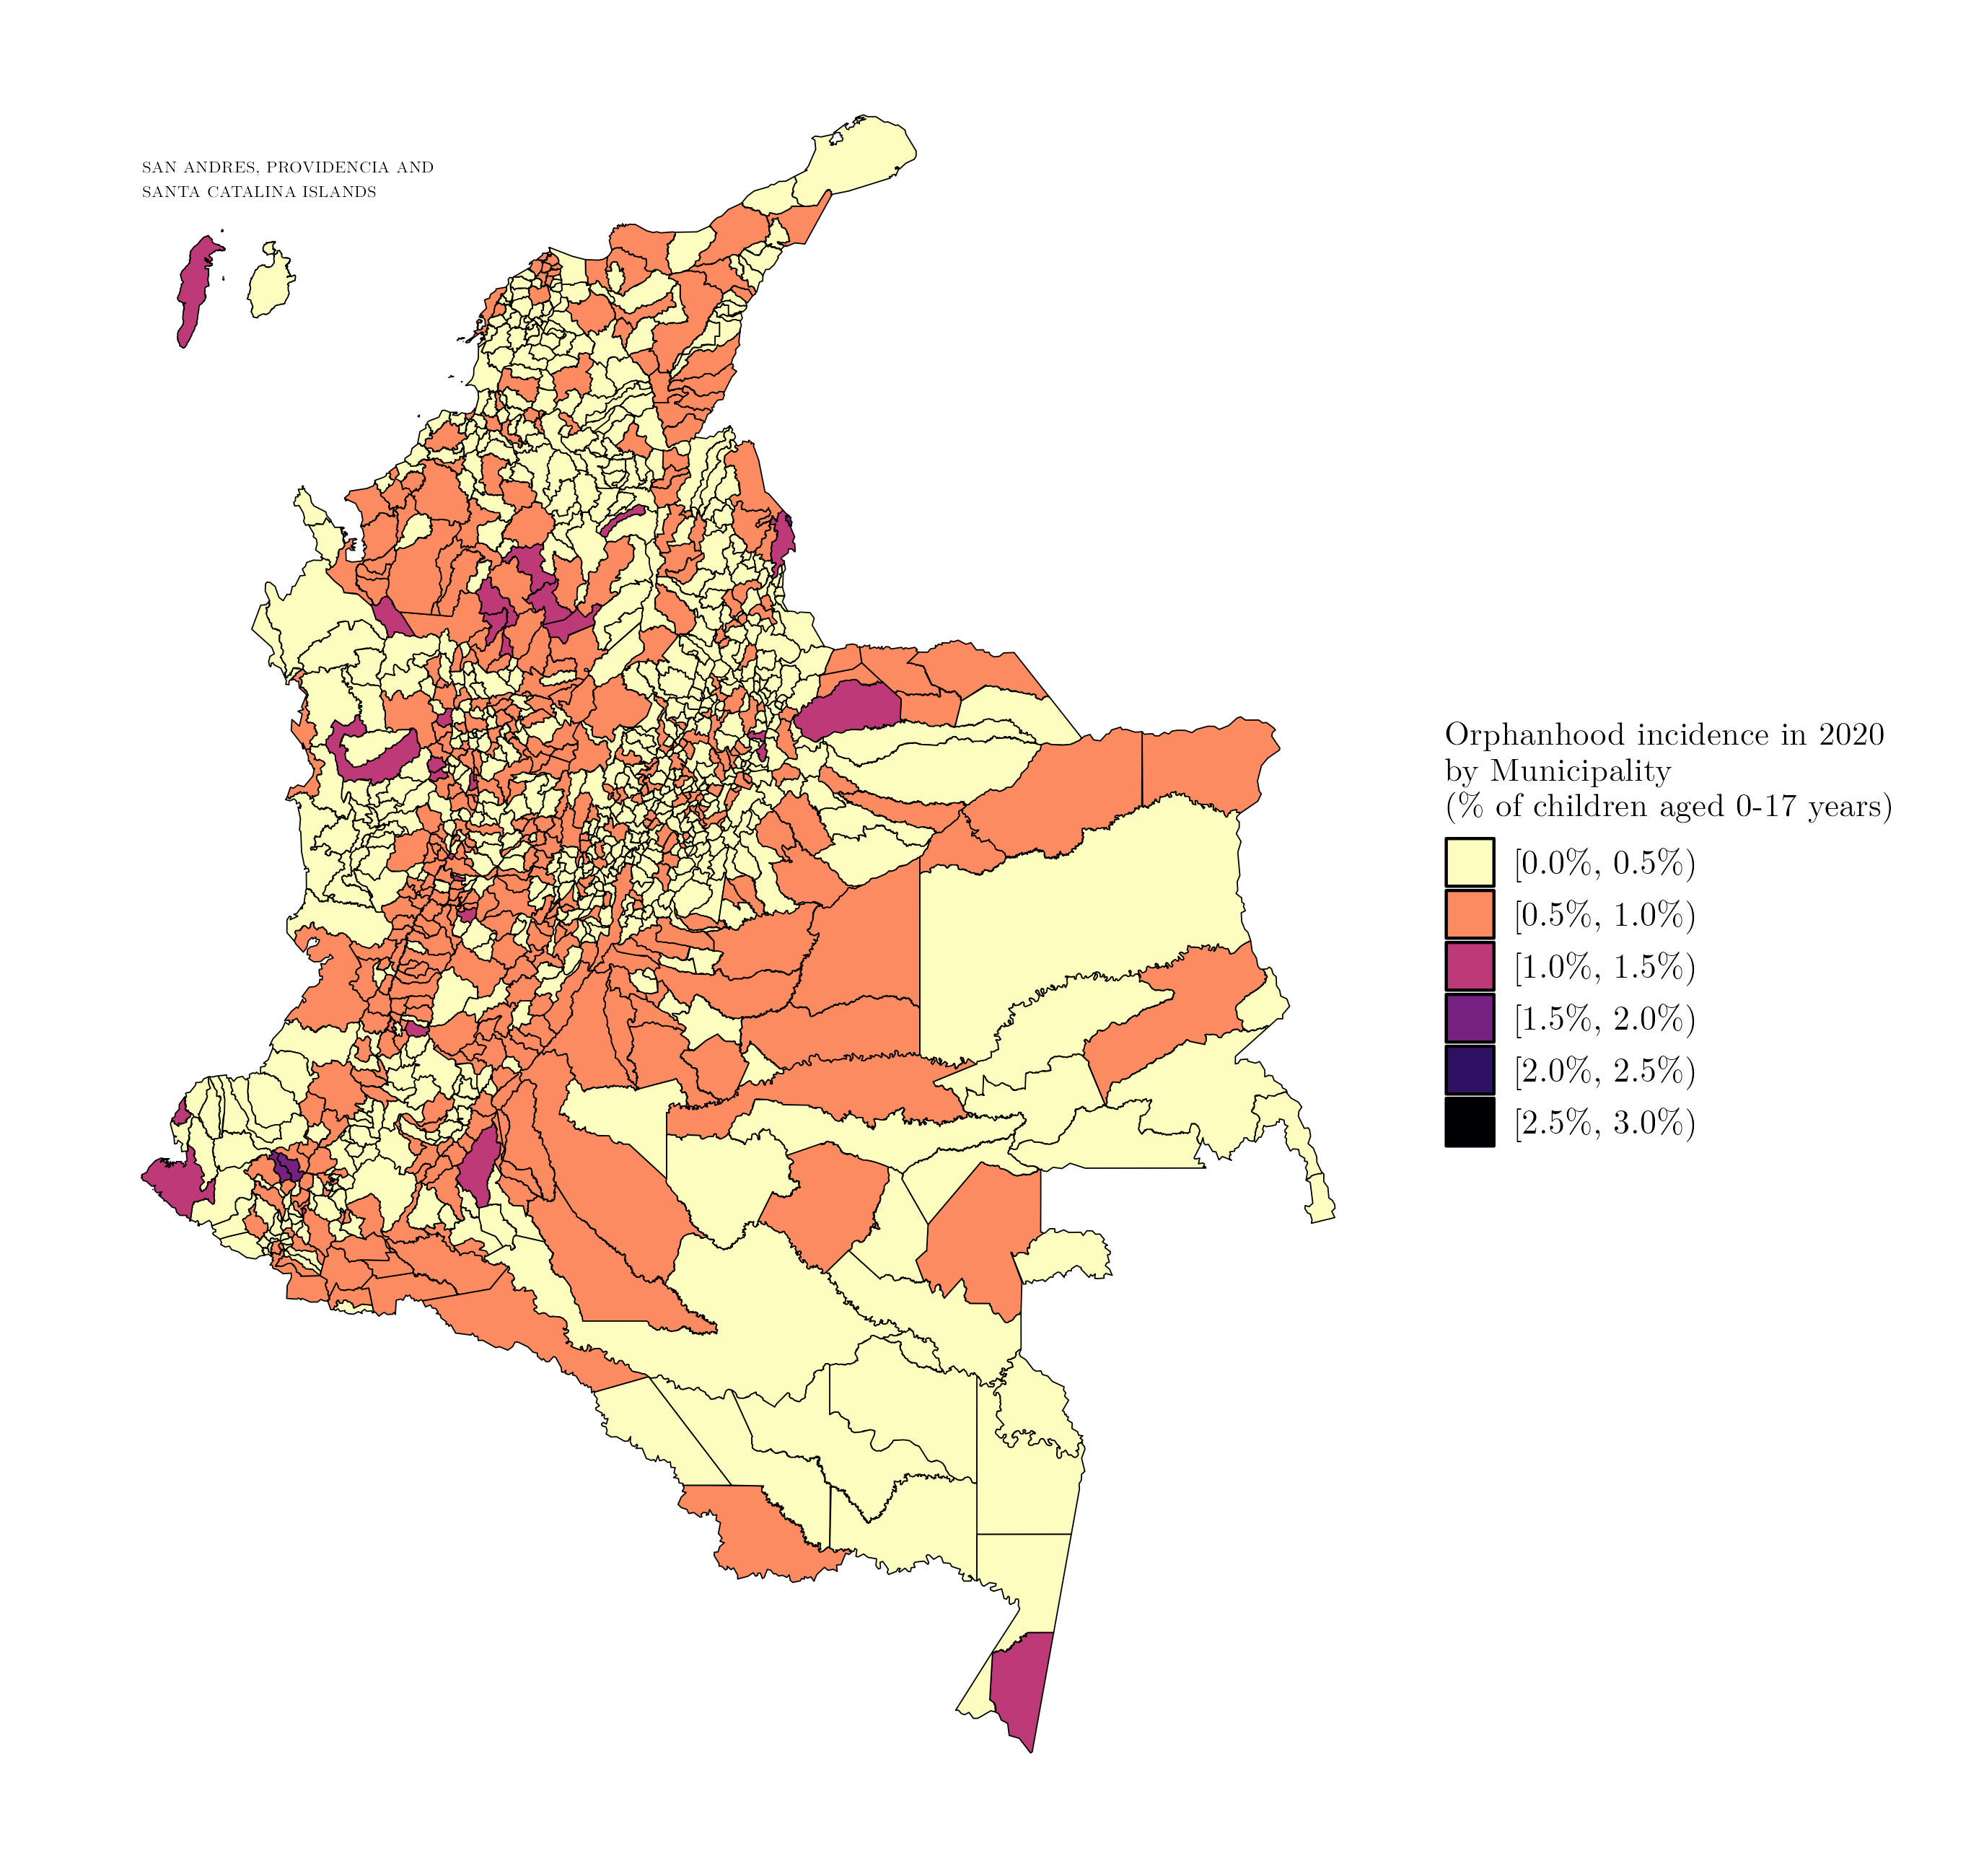 SAN ANDRES, PROVIDENCIA AND
SANTA CATALINA ISLANDS
Orphanhood incidence in 2020
by Municipality
(% of children aged 0-17 years)
[0.0%, 0.5%)
[0.5%, 1.0%)
[1.0%, 1.5%)
[1.5%, 2.0%)
[2.0%, 2.5%)
[2.5%, 3.0%)